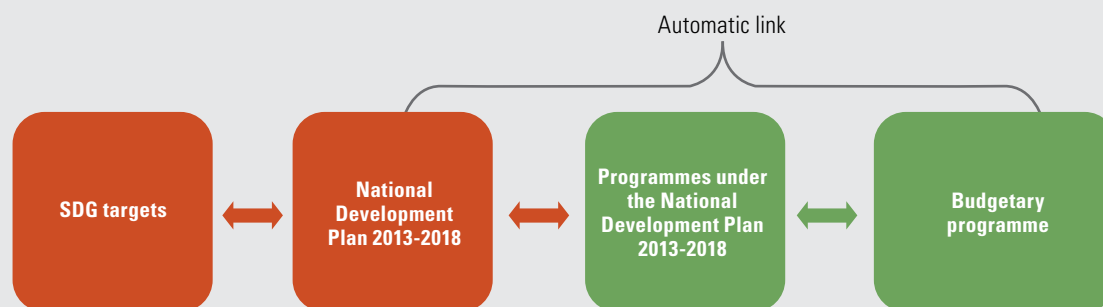 Automatic link
SDG targets
National
Development
Plan 2013-2018
Programmes under
the National
Development Plan
2013-2018
Budgetary
programme